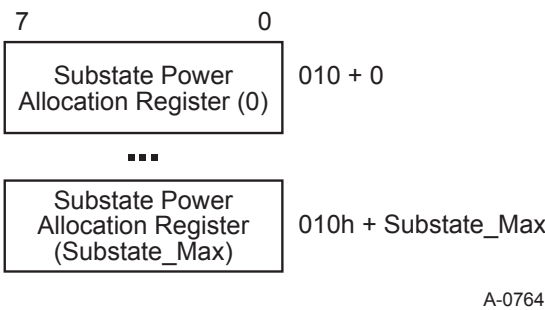 7 0
Substate Power
Allocation Register (0)
010 + 0
...
Substate Power
Allocation Register
(Substate_Max)
010h + Substate_Max
A-0764